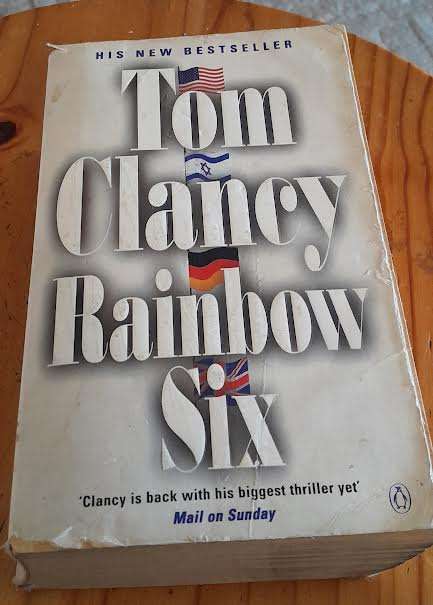 HIS NEW BESTSELLER
Tom
Clancy
Rainbow
Six
'Clancy is back with his biggest thriller yet'
Mail on Sunday